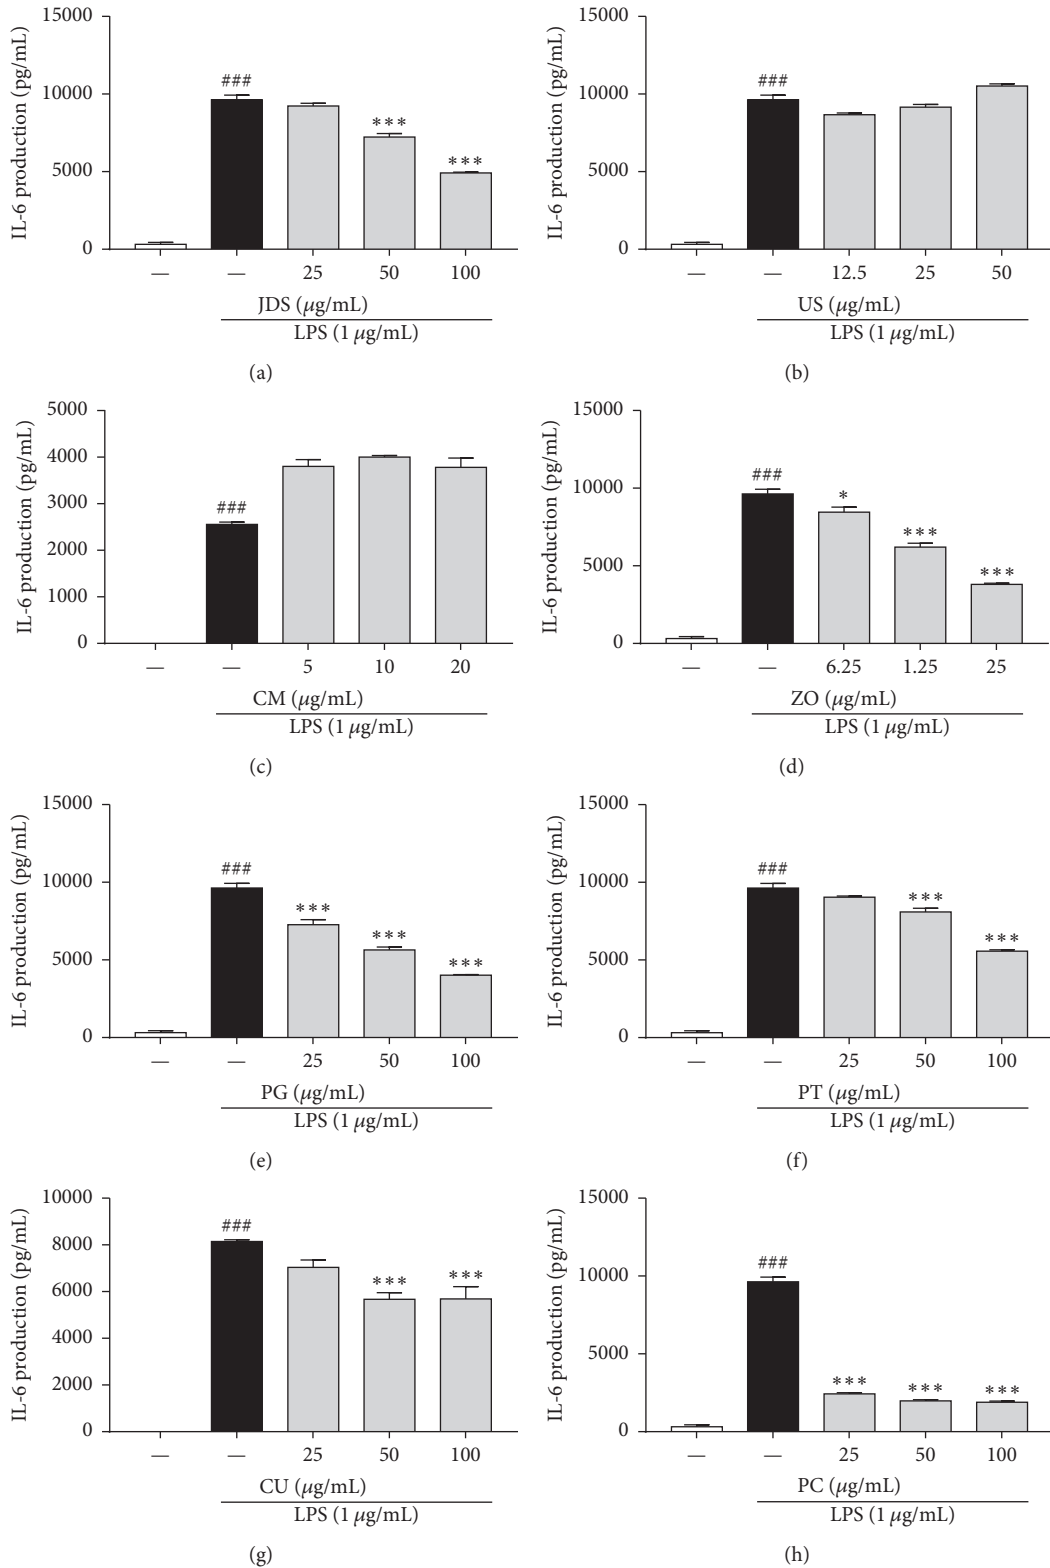 15000
###
10000
***
***
5000
0
IL-6 production (pg/mL)
— — 25 50 100
JDS (μg/mL)
LPS (1 μg/mL)
(a)
15000
###
10000
5000
0
IL-6 production (pg/mL)
— — 12.5 25 50
US (μg/mL)
LPS (1 μg/mL)
(b)
5000
4000
3000
###
2000
1000
0
IL-6 production (pg/mL)
— — 5 10 20
CM (μg/mL)
LPS (1 μg/mL)
(c)
15000
###
10000
*
***
5000
***
0
IL-6 production (pg/mL)
— — 6.25 1.25 25
ZO (μg/mL)
LPS (1 μg/mL)
(d)
15000
###
10000
***
***
5000
***
0
IL-6 production (pg/mL)
— — 25 50 100
PG (μg/mL)
LPS (1 μg/mL)
(e)
15000
###
10000
***
***
5000
0
IL-6 production (pg/mL)
— — 25 50 100
PT (μg/mL)
LPS (1 μg/mL)
(f)
10000
###
8000
*** ***
6000
4000
2000
0
IL-6 production (pg/mL)
— — 25 50 100
CU (μg/mL)
LPS (1 μg/mL)
(g)
15000
###
10000
5000
*** *** ***
0
IL-6 production (pg/mL)
— — 25 50 100
PC (μg/mL)
LPS (1 μg/mL)
(h)